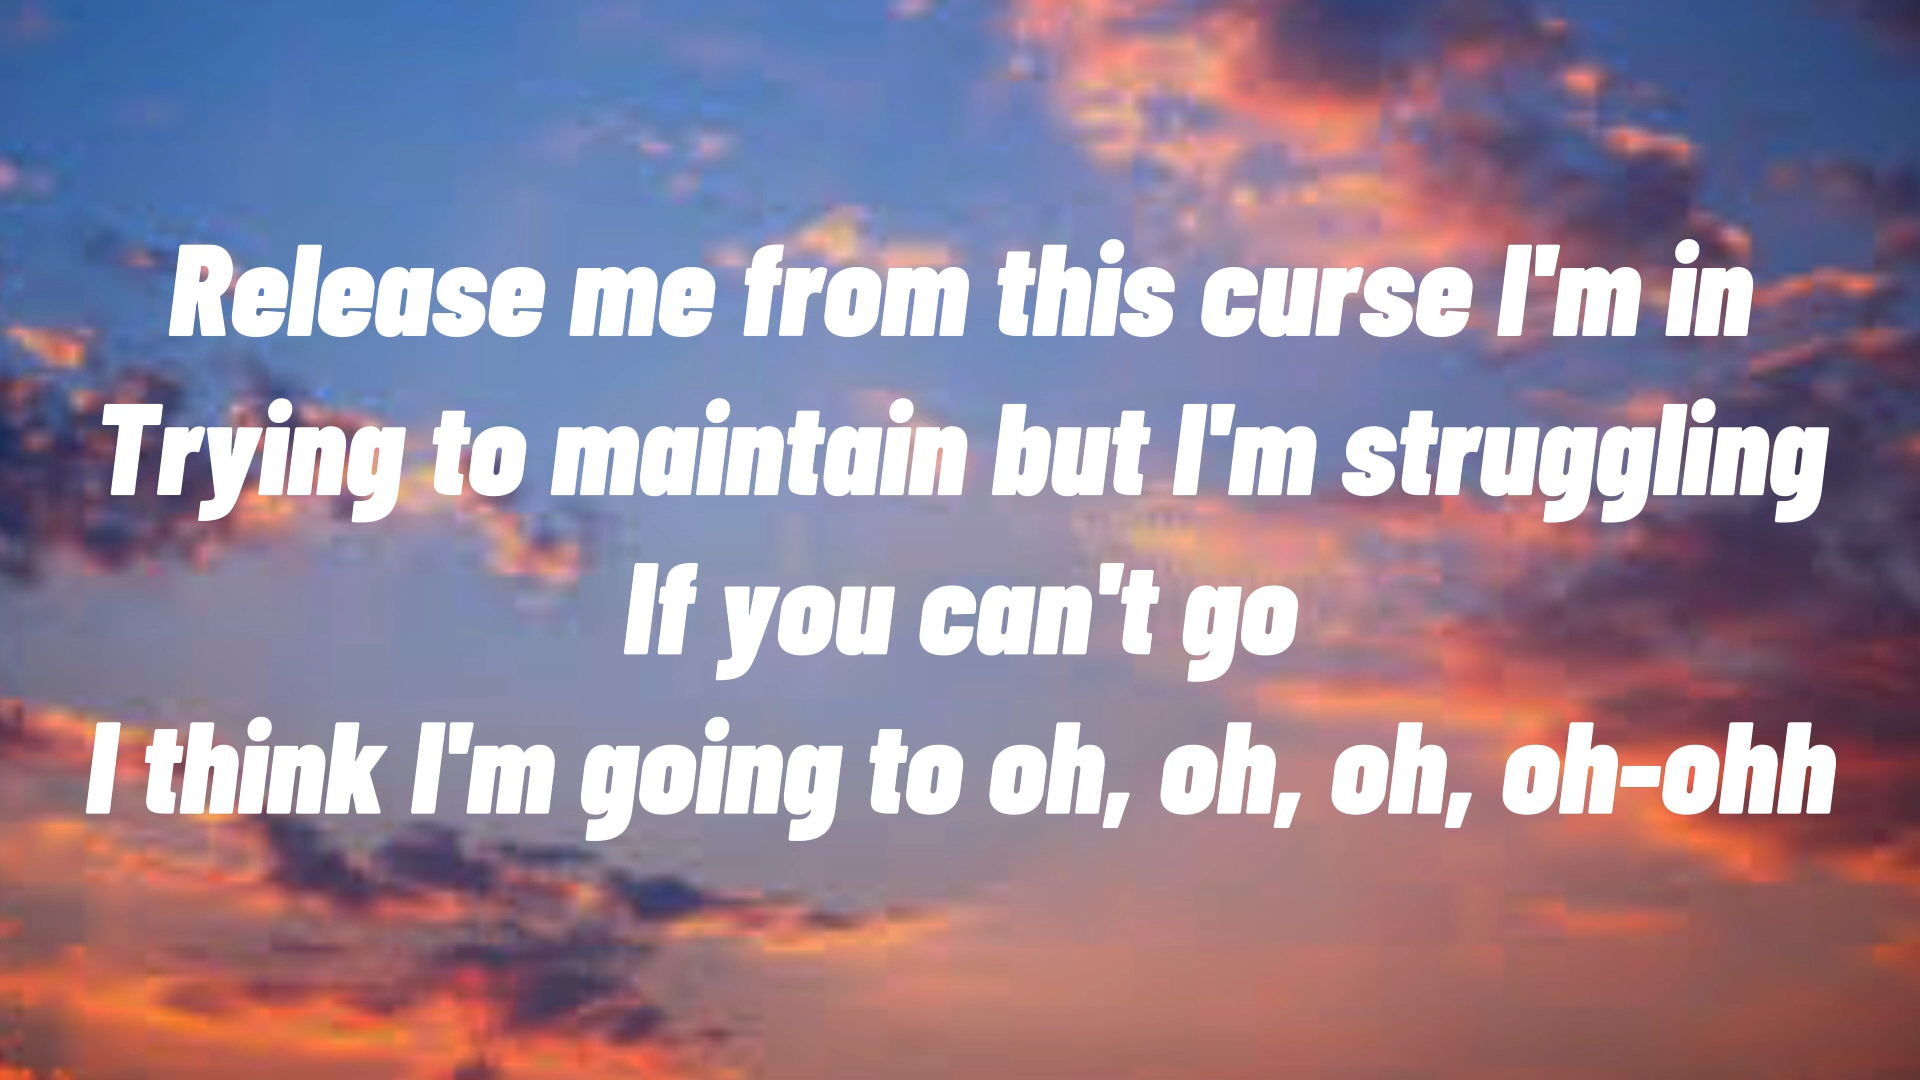 Release me from this curse I'm in
Trying to maintain but I'm struggling
If you can't go
I think I'm going to oh, oh, oh, oh-ohh